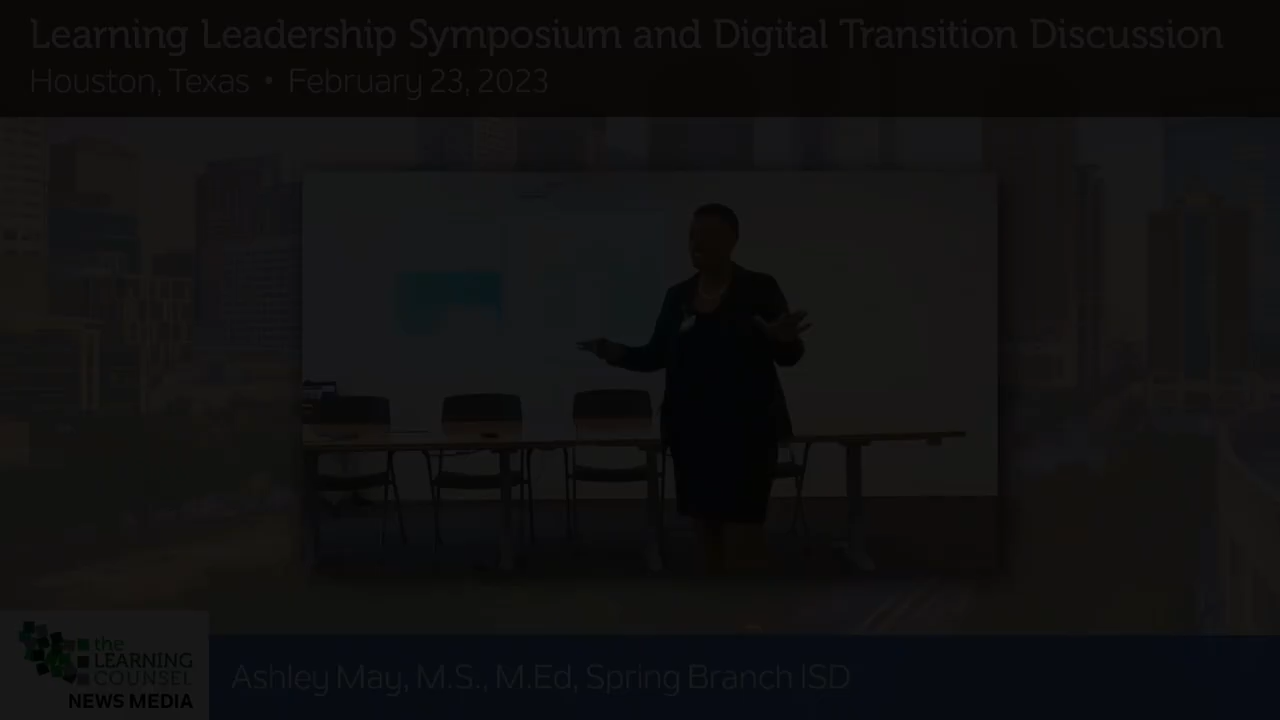 Learning Leadership Symposium and Digital Transition Discussion
Houston, Texas • February 23, 2023
the
LEARNING
COUNSEL
NEWS MEDIA
Ashley May, M.S., M.Ed, Spring Branch ISD